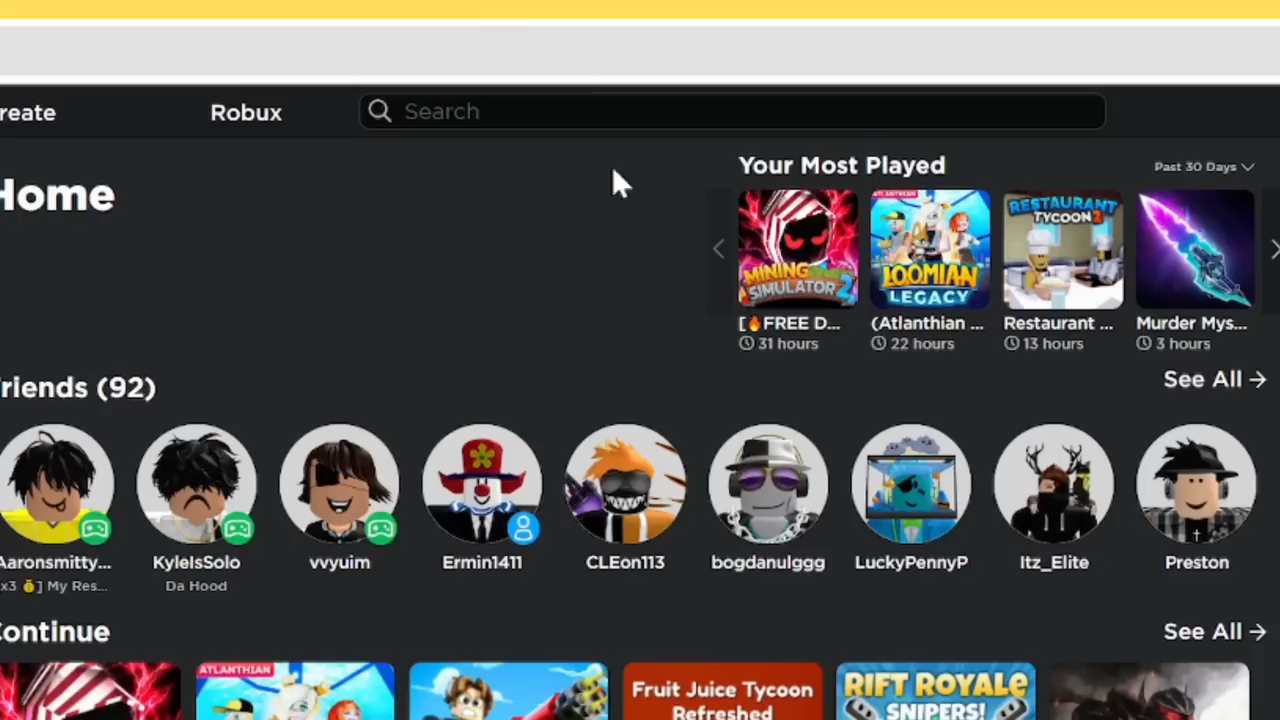 reate
Robux
Search
Home
Your Most Played
Past 30 Days
MINING
SIMULATOR 2
ATLANTHIAN
LOOMIAN
LEGACY
RESTAURANT
TYCOON 2
[🔥FREE D...
(Atlanthian ...
Restaurant ...
Murder Mys...
31 hours
22 hours
13 hours
3 hours
riends (92)
See All →
Aaronsmitty...
KyleIsSolo
vvyuim
Ermin1411
CLEon113
bogdanulggg
LuckyPennyP
Itz_Elite
Preston
x3 💰] My Res...
Da Hood
Continue
See All →
ATLANTHIAN
Fruit Juice Tycoon
Refreshed
RIFT ROYALE
SNIPERS!